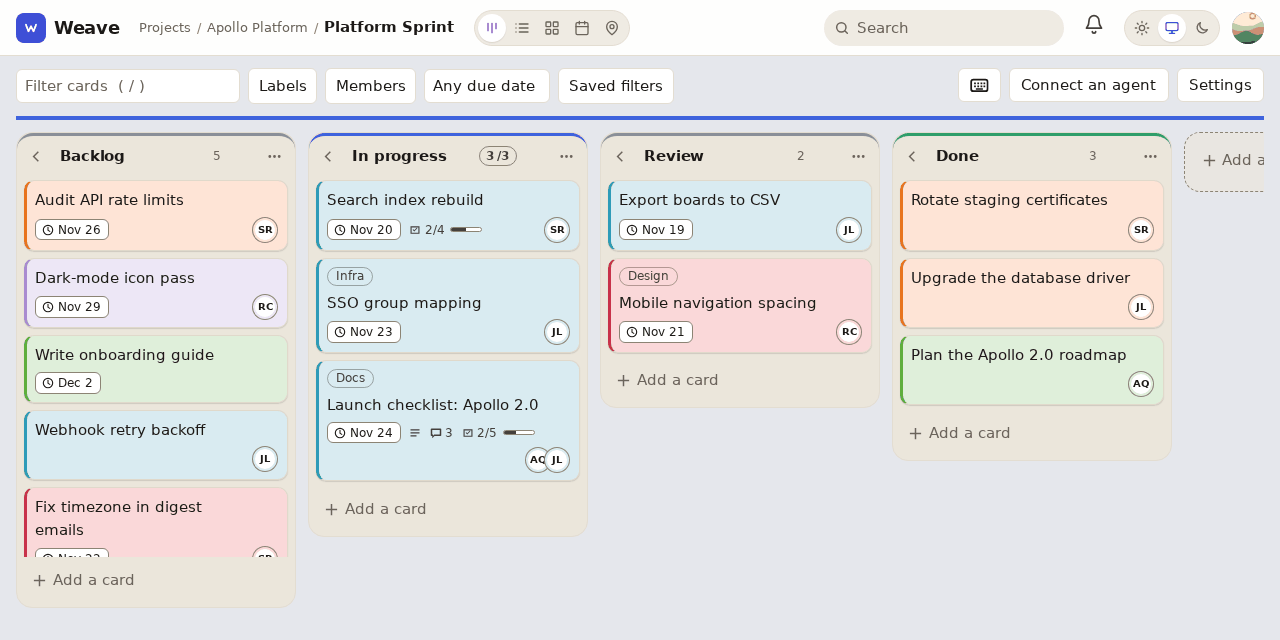 Weave
Projects / Apollo Platform / Platform Sprint
Search
Filter cards ( / )
Labels
Members
Any due date
Saved filters
Connect an agent
Settings
Backlog 5
Audit API rate limits
Nov 26 SR
Dark-mode icon pass
Nov 29 RC
Write onboarding guide
Dec 2
Webhook retry backoff
JL
Fix timezone in digest
emails
Nov 22 SR
+ Add a card
In progress 3/3
Search index rebuild
Nov 20 2/4 SR
Infra
SSO group mapping
Nov 23 JL
Docs
Launch checklist: Apollo 2.0
Nov 24 3 2/5
AQ JL
+ Add a card
Review 2
Export boards to CSV
Nov 19 JL
Design
Mobile navigation spacing
Nov 21 RC
+ Add a card
Done 3
Rotate staging certificates
SR
Upgrade the database driver
JL
Plan the Apollo 2.0 roadmap
AQ
+ Add a card
+ Add a